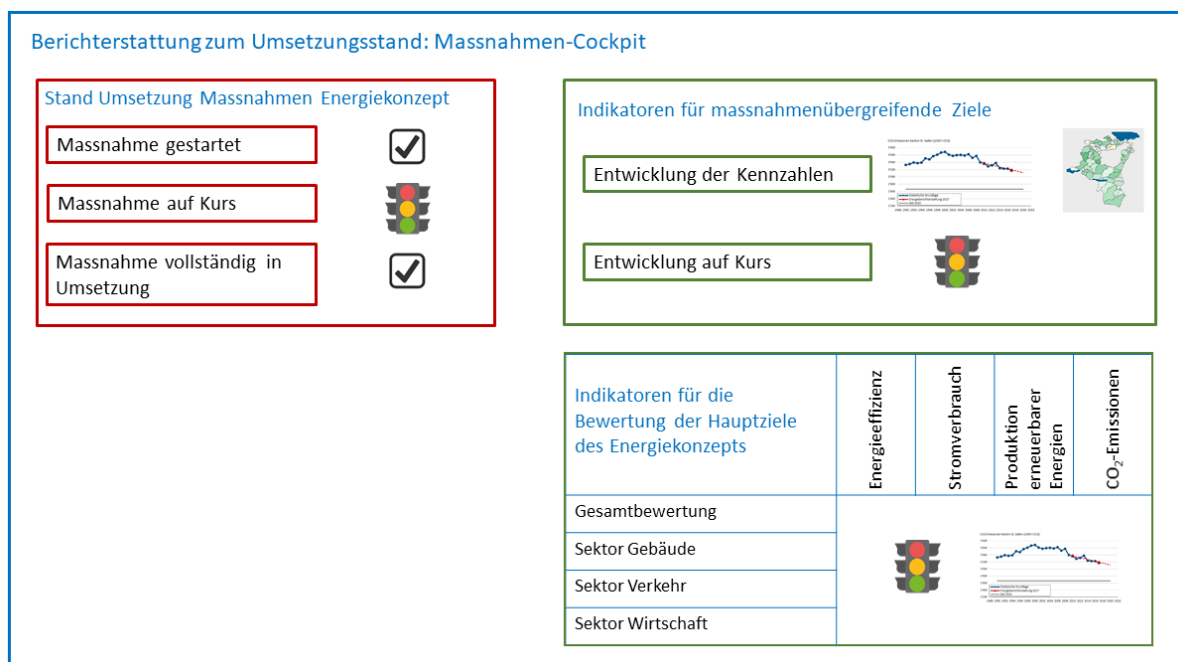 Berichterstattung zum Umsetzungsstand: Massnahmen-Cockpit
Stand Umsetzung Massnahmen Energiekonzept
Massnahme gestartet
Massnahme auf Kurs
Massnahme vollständig in
Umsetzung
Indikatoren für massnahmenübergreifende Ziele
Entwicklung der Kennzahlen
Entwicklung auf Kurs
Indikatoren für die
Bewertung der Hauptziele
des Energiekonzepts
Energieeffizienz
Stromverbrauch
Produktion
erneuerbarer
Energien
CO₂-Emissionen
Gesamtbewertung
Sektor Gebäude
Sektor Verkehr
Sektor Wirtschaft